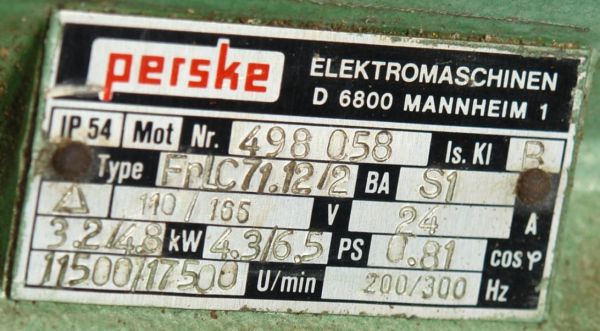 perske ELEKTROMASCHINEN
D 6800 MANNHEIM 1
IP 54 Mot Nr. 498 058 Is. Kl B
Type 71.12/2 BA S1
110/165 V 24 A
3.2/4.8 kW 4.3/6.5 PS 0.81 cos φ
11500/17500 U/min 200/300 Hz